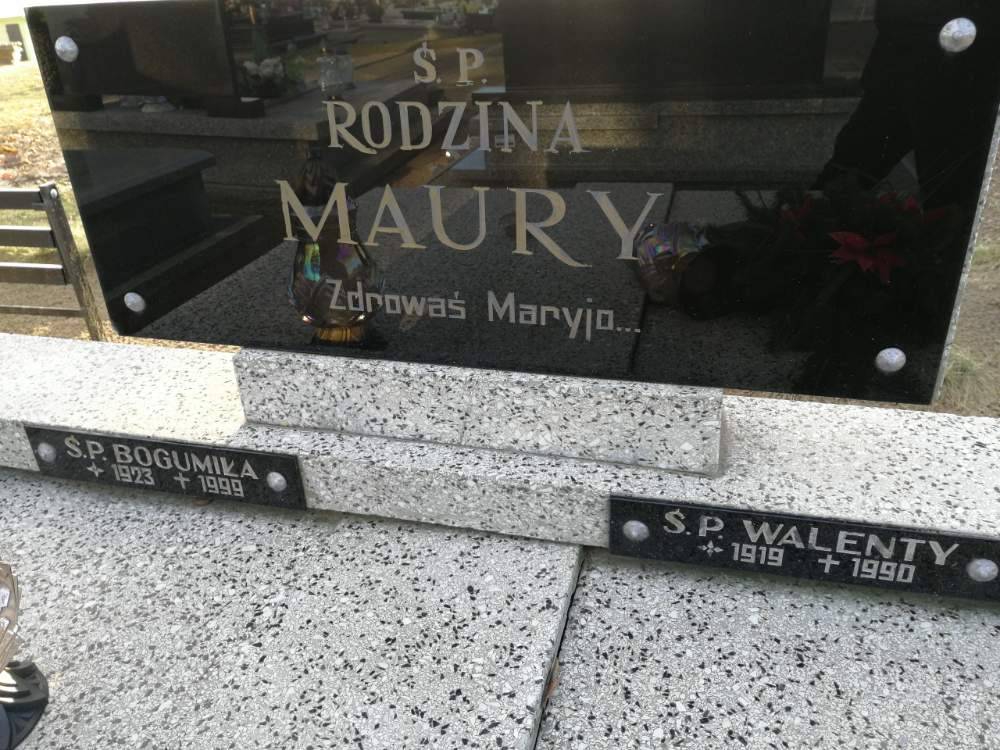 Ś.P.
RODZINA
MAURY
Zdrowaś Maryjo...
Ś.P. BOGUMIŁA
1923 + 1999
Ś.P. WALENTY
1919 + 1990